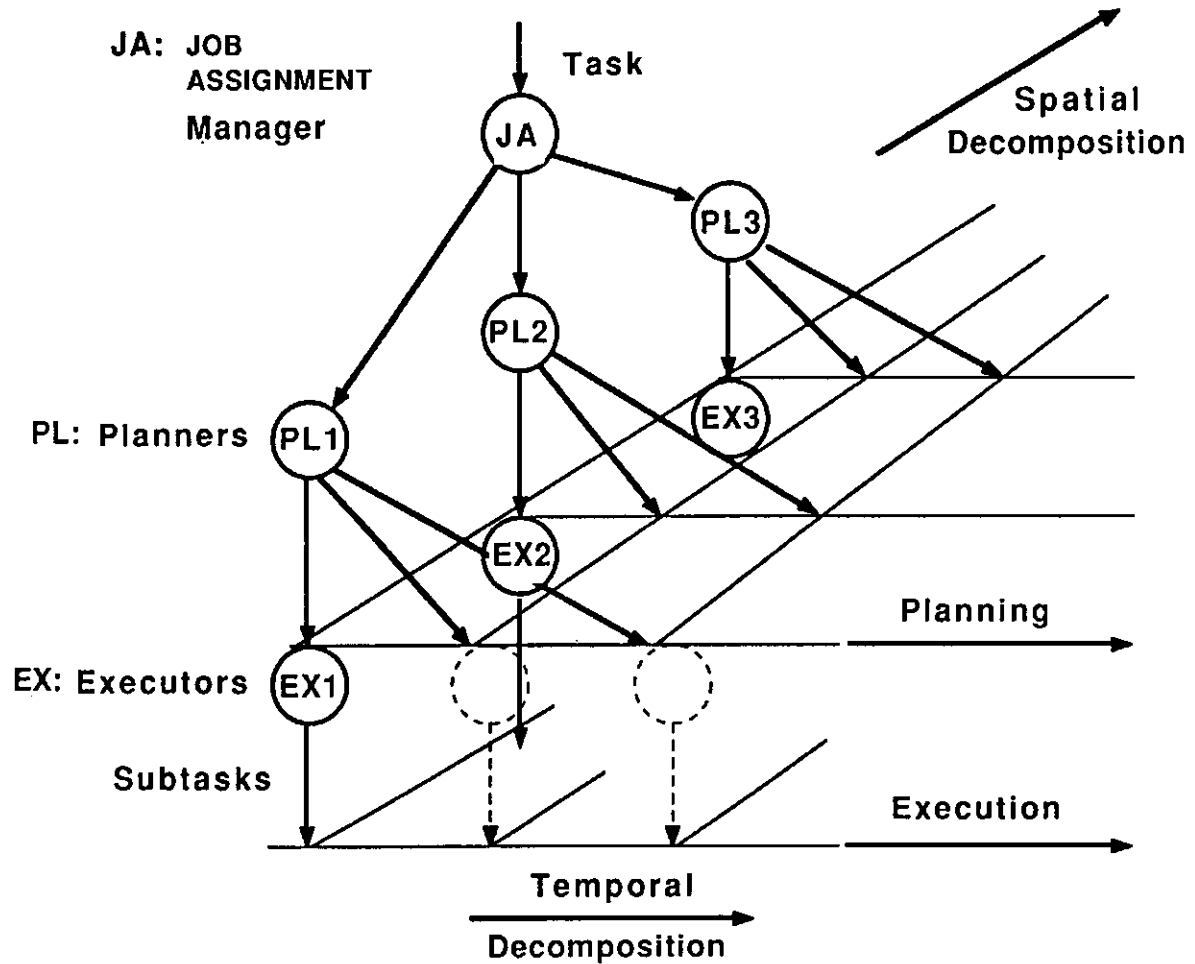 JA: JOB
ASSIGNMENT
Manager
Task
Spatial
Decomposition
JA
PL3
PL2
EX3
PL: Planners
PL1
EX2
Planning
EX: Executors
EX1
Subtasks
Execution
Temporal
Decomposition